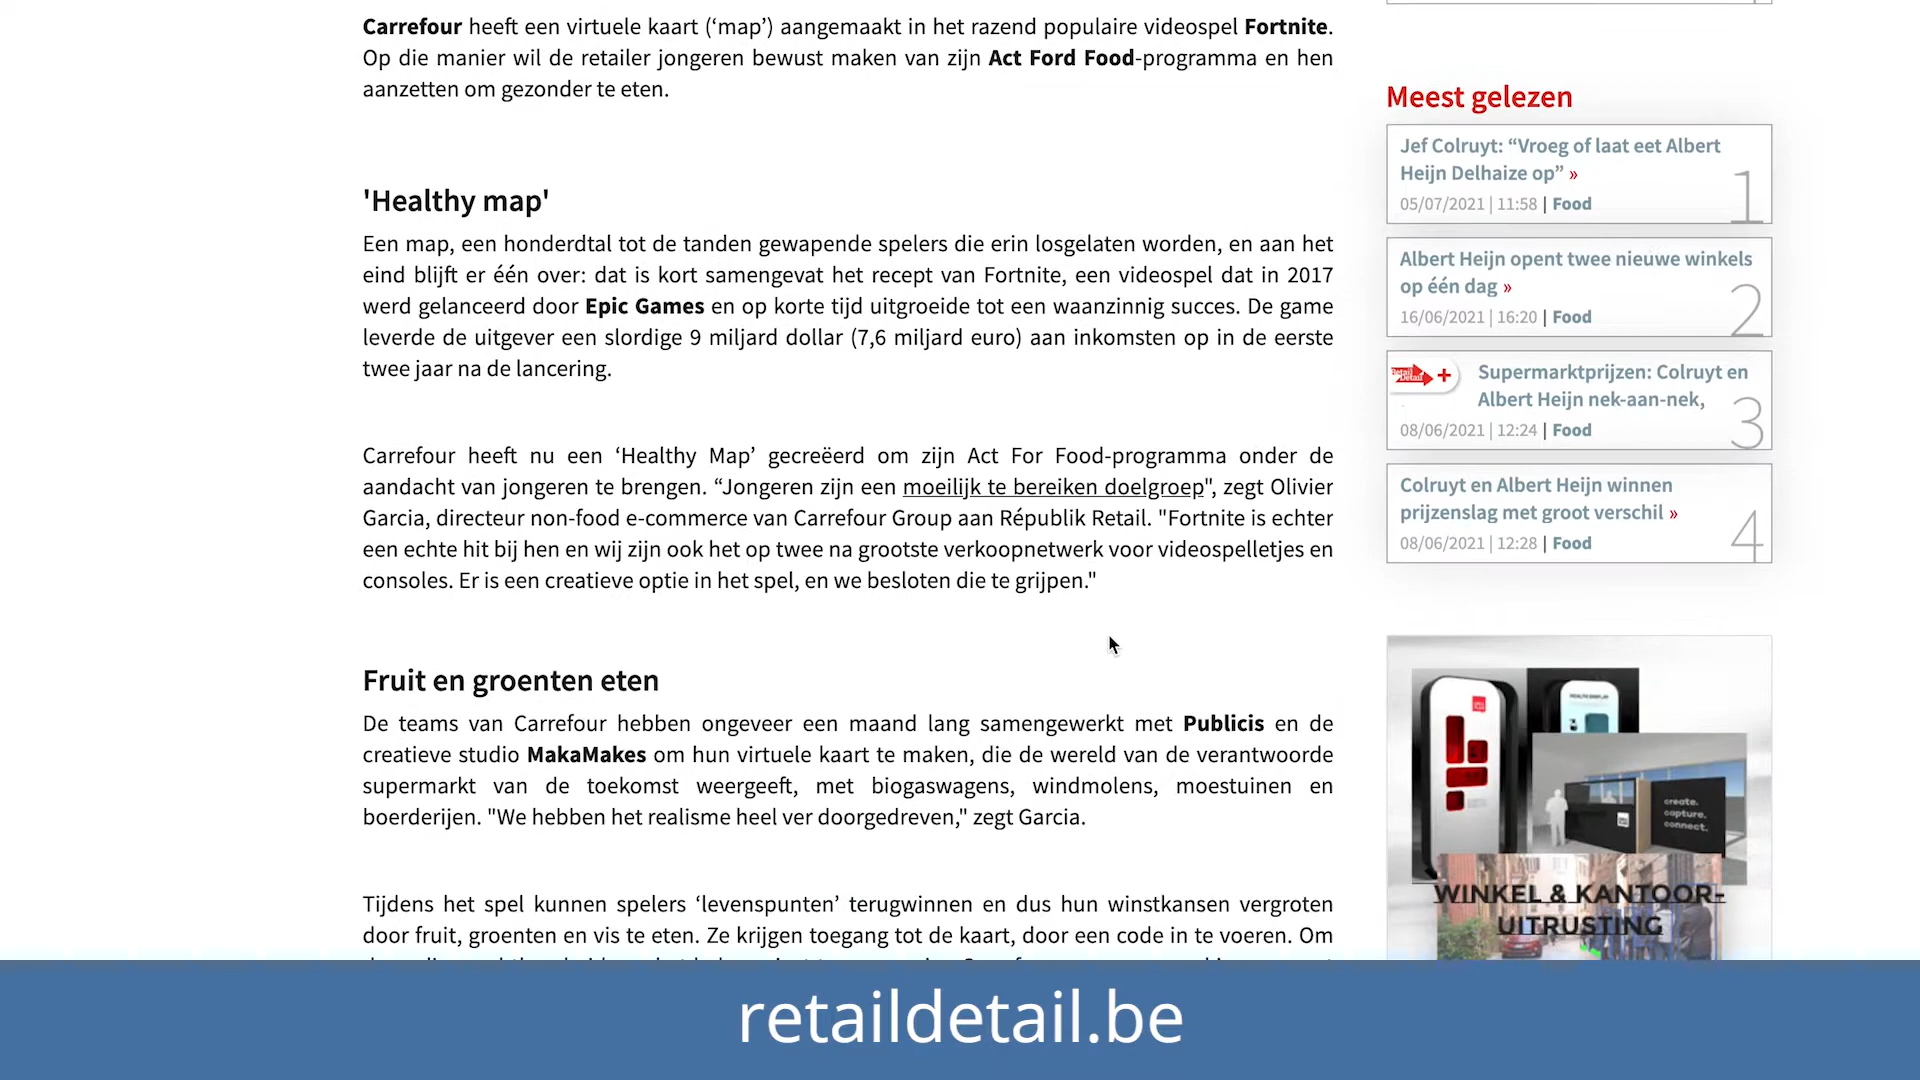 Carrefour heeft een virtuele kaart (‘map’) aangemaakt in het razend populaire videospel Fortnite.
Op die manier wil de retailer jongeren bewust maken van zijn Act Ford Food-programma en hen
aanzetten om gezonder te eten.
'Healthy map'
Een map, een honderdtal tot de tanden gewapende spelers die erin losgelaten worden, en aan het
eind blijft er één over: dat is kort samengevat het recept van Fortnite, een videospel dat in 2017
werd gelanceerd door Epic Games en op korte tijd uitgroeide tot een waanzinnig succes. De game
leverde de uitgever een slordige 9 miljard dollar (7,6 miljard euro) aan inkomsten op in de eerste
twee jaar na de lancering.
Carrefour heeft nu een ‘Healthy Map’ gecreëerd om zijn Act For Food-programma onder de
aandacht van jongeren te brengen. “Jongeren zijn een moeilijk te bereiken doelgroep", zegt Olivier
Garcia, directeur non-food e-commerce van Carrefour Group aan Républik Retail. "Fortnite is echter
een echte hit bij hen en wij zijn ook het op twee na grootste verkoopnetwerk voor videospelletjes en
consoles. Er is een creatieve optie in het spel, en we besloten die te grijpen."
Fruit en groenten eten
De teams van Carrefour hebben ongeveer een maand lang samengewerkt met Publicis en de
creatieve studio MakaMakes om hun virtuele kaart te maken, die de wereld van de verantwoorde
supermarkt van de toekomst weergeeft, met biogaswagens, windmolens, moestuinen en
boerderijen. "We hebben het realisme heel ver doorgedreven," zegt Garcia.
Tijdens het spel kunnen spelers ‘levenspunten’ terugwinnen en dus hun winstkansen vergroten
door fruit, groenten en vis te eten. Ze krijgen toegang tot de kaart, door een code in te voeren. Om
Meest gelezen
Jef Colruyt: “Vroeg of laat eet Albert
Heijn Delhaize op” »
05/07/2021 | 11:58 | Food
1
Albert Heijn opent twee nieuwe winkels
op één dag »
16/06/2021 | 16:20 | Food
2
Retail Detail +
Supermarktprijzen: Colruyt en
Albert Heijn nek-aan-nek,
08/06/2021 | 12:24 | Food
3
Colruyt en Albert Heijn winnen
prijzenslag met groot verschil »
08/06/2021 | 12:28 | Food
4
create.
capture.
connect.
WINKEL & KANTOOR-
UITRUSTING
retaildetail.be